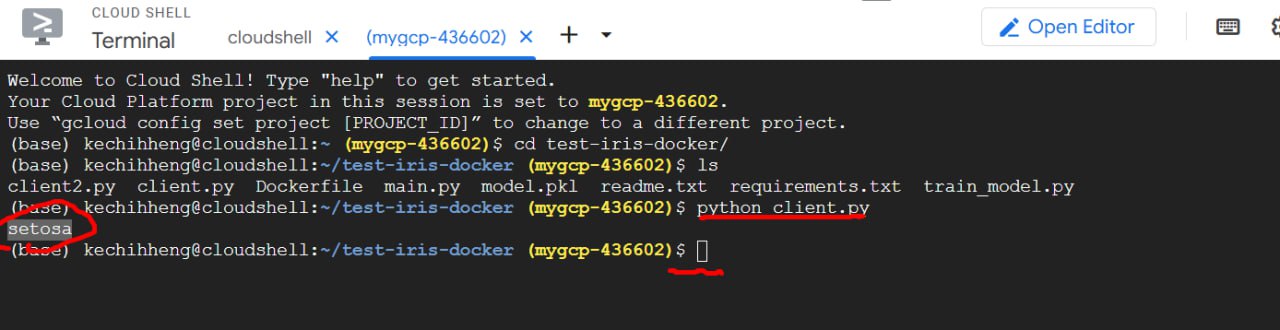 CLOUD SHELL
Terminal
cloudshell
(mygcp-436602)
Open Editor
Welcome to Cloud Shell! Type "help" to get started.
Your Cloud Platform project in this session is set to mygcp-436602.
Use “gcloud config set project [PROJECT_ID]” to change to a different project.
(base) kechihheng@cloudshell:~ (mygcp-436602)$ cd test-iris-docker/
(base) kechihheng@cloudshell:~/test-iris-docker (mygcp-436602)$ ls
client2.py client.py Dockerfile main.py model.pkl readme.txt requirements.txt train_model.py
(base) kechihheng@cloudshell:~/test-iris-docker (mygcp-436602)$ python client.py
setosa
(base) kechihheng@cloudshell:~/test-iris-docker (mygcp-436602)$